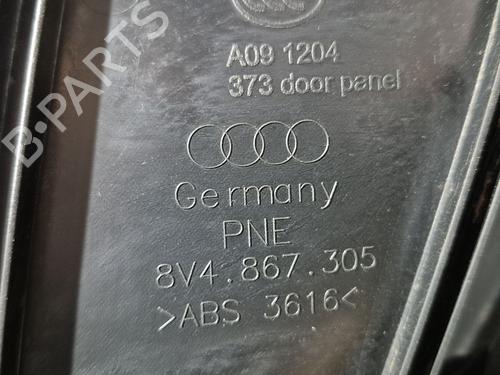 B-PARTS
A09 1204
373 door panel
Germany
PNE
8V4.867.305
>ABS 3616<